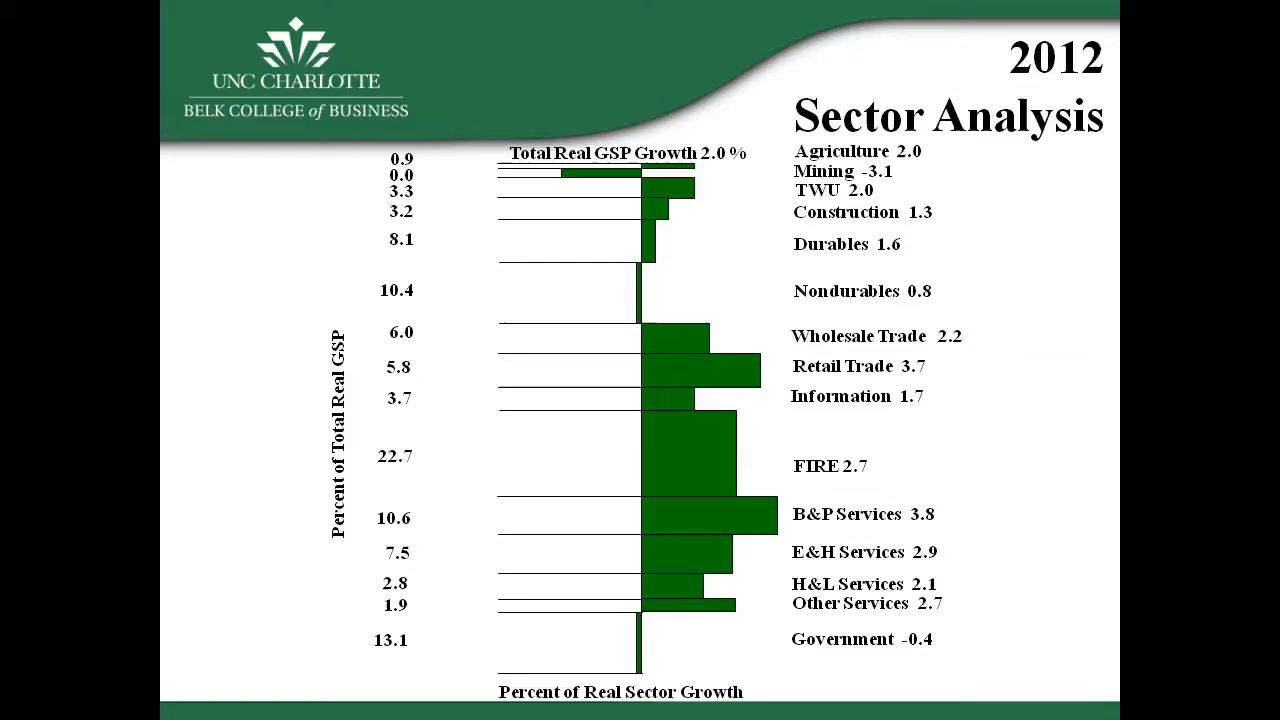 UNC CHARLOTTE
BELK COLLEGE of BUSINESS
2012
Sector Analysis
Total Real GSP Growth 2.0 %
Percent of Total Real GSP
0.9
0.0
3.3
3.2
8.1
10.4
6.0
5.8
3.7
22.7
10.6
7.5
2.8
1.9
13.1
Agriculture 2.0
Mining -3.1
TWU 2.0
Construction 1.3
Durables 1.6
Nondurables 0.8
Wholesale Trade 2.2
Retail Trade 3.7
Information 1.7
FIRE 2.7
B&P Services 3.8
E&H Services 2.9
H&L Services 2.1
Other Services 2.7
Government -0.4
Percent of Real Sector Growth